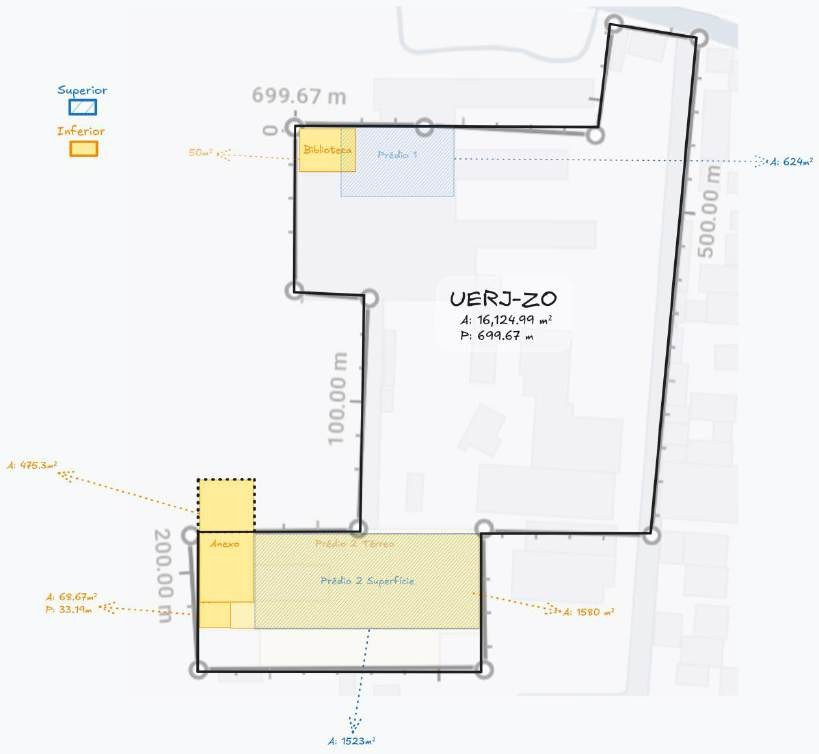 Superior
699.67 m
Inferior
0
Biblioteca
Prédio 1
50m²
A: 624m²
500.00 m
UERJ-ZO
A: 16,124.99 m²
P: 699.67 m
100.00 m
A: 475.3m²
200.00 m
Anexo
Prédio 2 Térreo
Prédio 2 Superfície
A: 68.67m²
P: 33.19m
A: 1580 m²
A: 1523m²